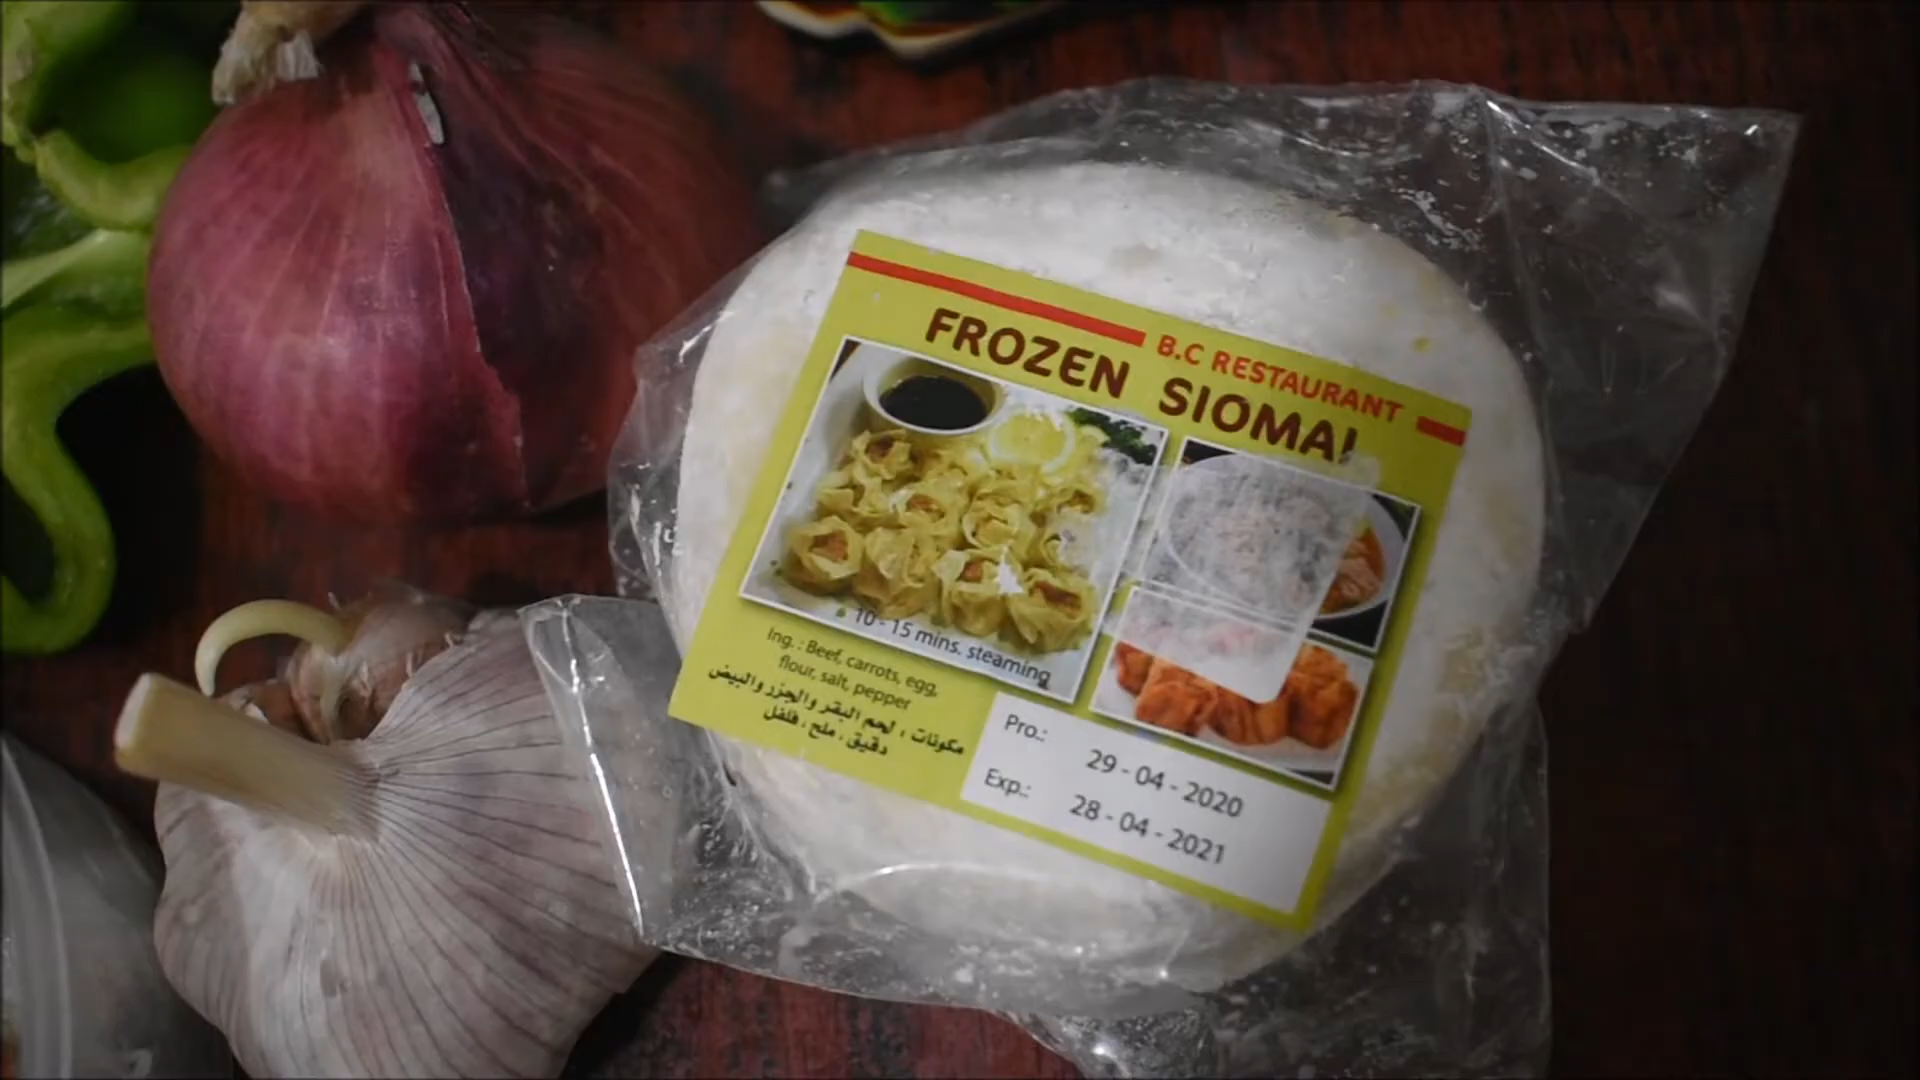 B.C RESTAURANT
FROZEN SIOMAI
10 - 15 mins. steaming
Ing. : Beef, carrots, egg,
flour, salt, pepper
مكونات ، لحم البقر والجزر والبيض
دقيق ، ملح ، فلفل
Pro.: 29 - 04 - 2020
Exp.: 28 - 04 - 2021